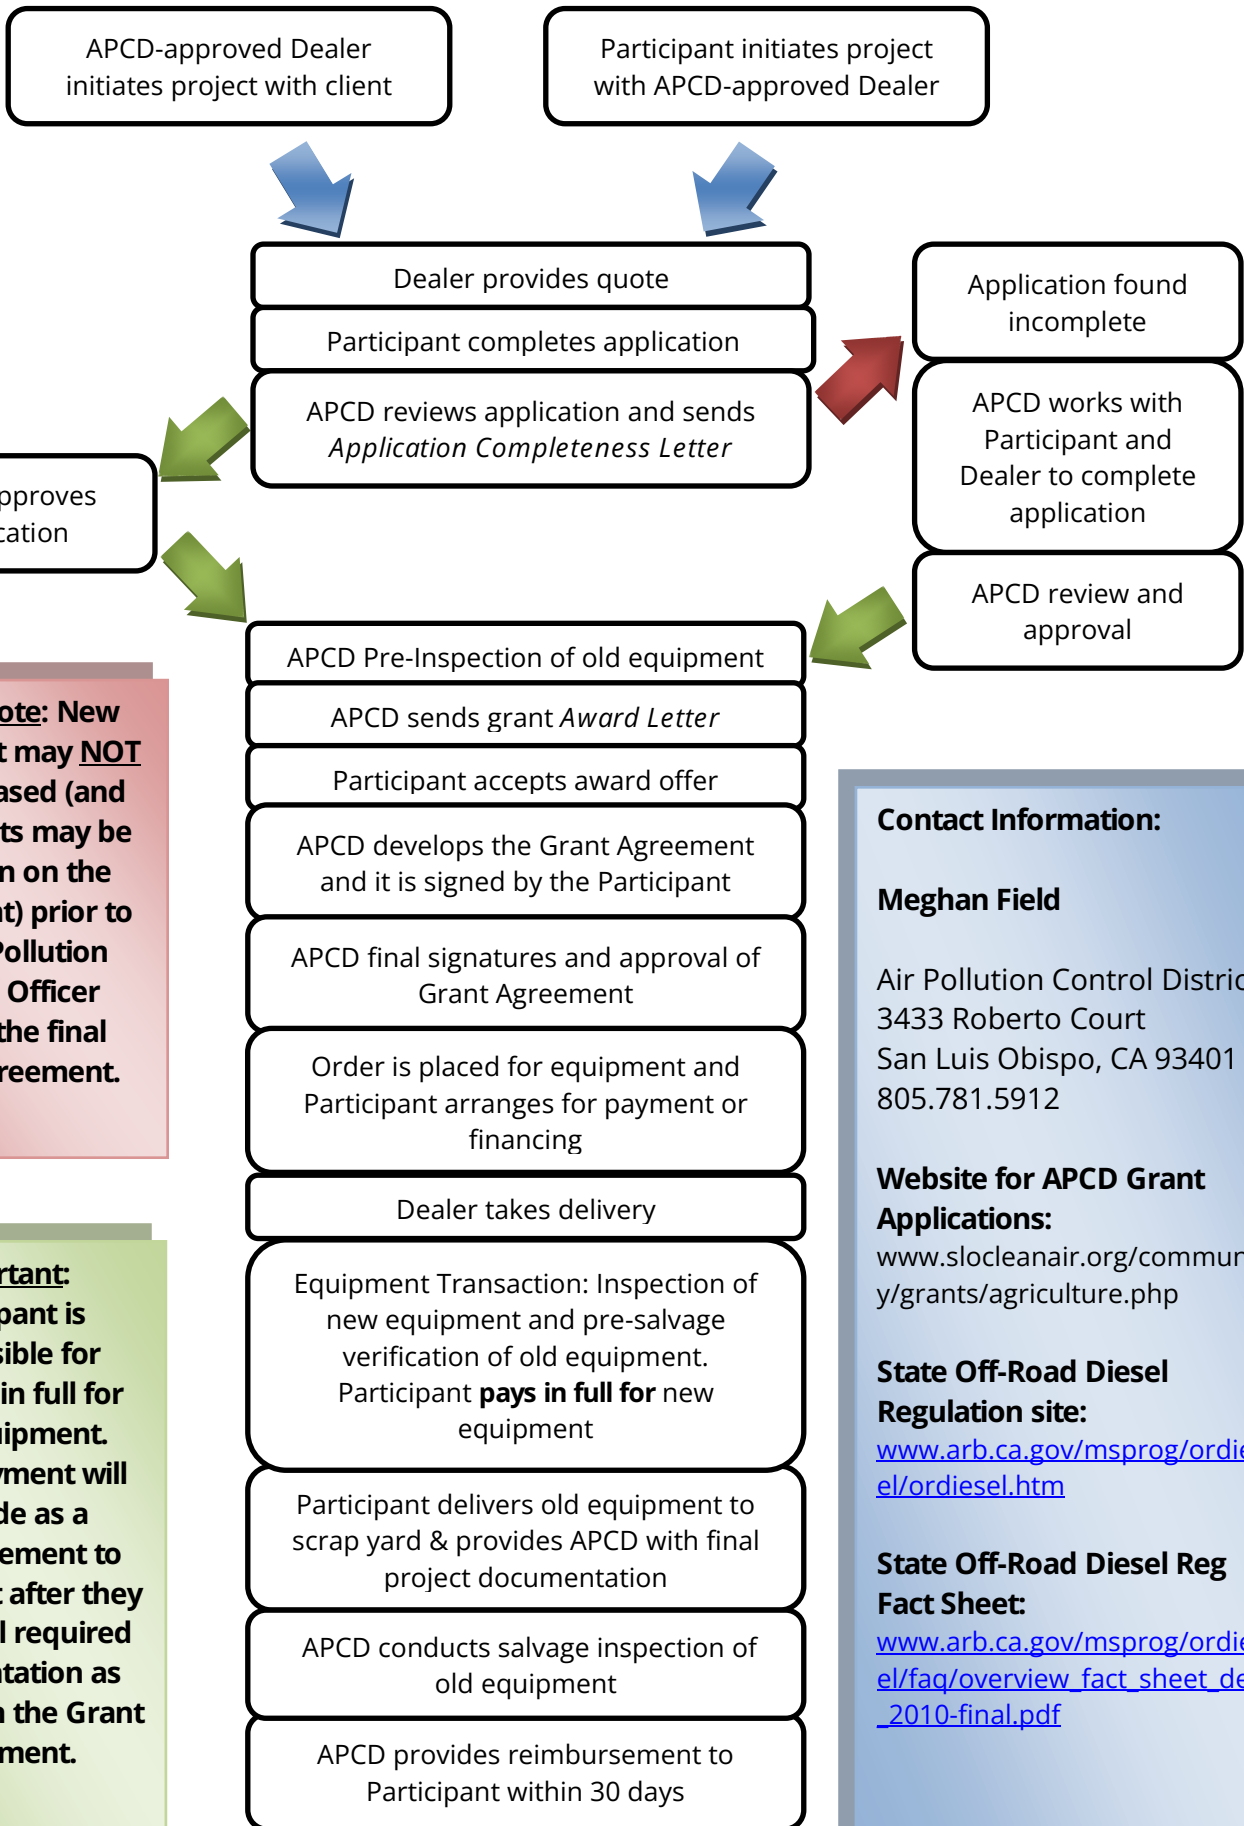 APCD-approved Dealer
initiates project with client
Participant initiates project
with APCD-approved Dealer
Dealer provides quote
Participant completes application
APCD reviews application and sends
Application Completeness Letter
Application found
incomplete
APCD works with
Participant and
Dealer to complete
application
APCD review and
approval
pproves
cation
APCD Pre-Inspection of old equipment
APCD sends grant Award Letter
Participant accepts award offer
APCD develops the Grant Agreement
and it is signed by the Participant
APCD final signatures and approval of
Grant Agreement
Order is placed for equipment and
Participant arranges for payment or
financing
Dealer takes delivery
Equipment Transaction: Inspection of
new equipment and pre-salvage
verification of old equipment.
Participant pays in full for new
equipment
Participant delivers old equipment to
scrap yard & provides APCD with final
project documentation
APCD conducts salvage inspection of
old equipment
APCD provides reimbursement to
Participant within 30 days
ote: New
t may NOT
ased (and
ts may be
n on the
nt) prior to
Pollution
Officer
the final
reement.
rtant:
pant is
sible for
in full for
uipment.
yment will
de as a
ement to
t after they
l required
ntation as
n the Grant
ment.
Contact Information:
Meghan Field
Air Pollution Control Distric
3433 Roberto Court
San Luis Obispo, CA 93401
805.781.5912
Website for APCD Grant
Applications:
www.slocleanair.org/commun
y/grants/agriculture.php
State Off-Road Diesel
Regulation site:
www.arb.ca.gov/msprog/ordie
el/ordiesel.htm
State Off-Road Diesel Reg
Fact Sheet:
www.arb.ca.gov/msprog/ordie
el/faq/overview_fact_sheet_de
_2010-final.pdf